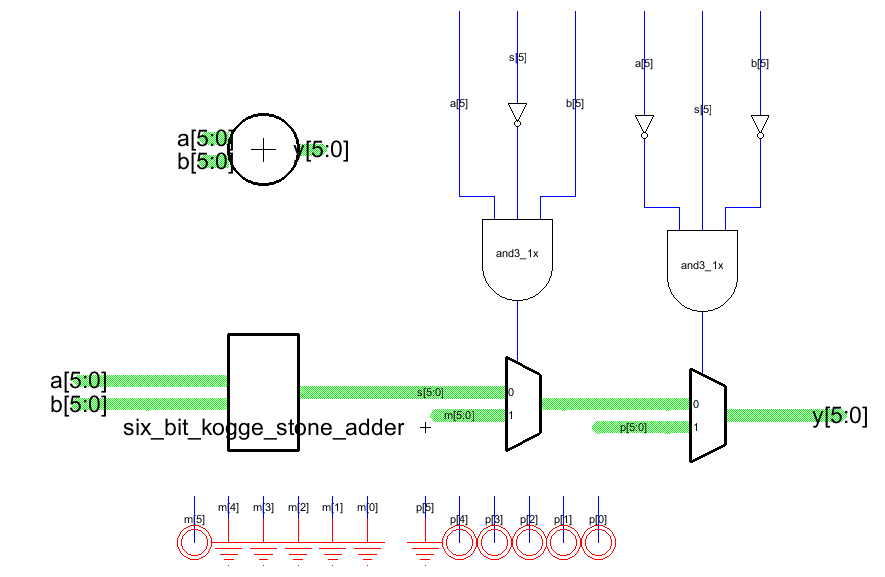 s[5]
a[5]
b[5]
a[5]
b[5]
s[5]
a[5:0]
b[5:0]
y[5:0]
and3_1x
and3_1x
a[5:0]
b[5:0]
s[5:0]
0
m[5:0]
1
0
p[5:0]
1
y[5:0]
six_bit_kogge_stone_adder
m[5] m[4] m[3] m[2] m[1] m[0] p[5] p[4] p[3] p[2] p[1] p[0]